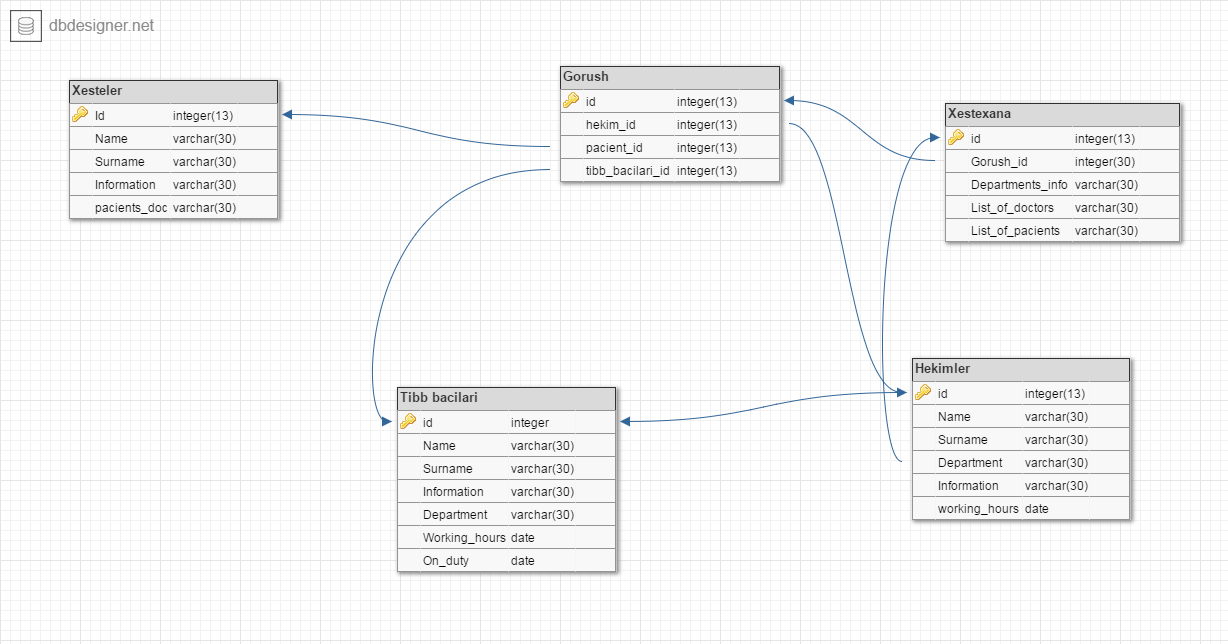 dbdesigner.net
Xesteler
Id integer(13)
Name varchar(30)
Surname varchar(30)
Information varchar(30)
pacients_doc varchar(30)
Gorush
id integer(13)
hekim_id integer(13)
pacient_id integer(13)
tibb_bacilari_id integer(13)
Xestexana
id integer(13)
Gorush_id integer(30)
Departments_info varchar(30)
List_of_doctors varchar(30)
List_of_pacients varchar(30)
Tibb bacilari
id integer
Name varchar(30)
Surname varchar(30)
Information varchar(30)
Department varchar(30)
Working_hours date
On_duty date
Hekimler
id integer(13)
Name varchar(30)
Surname varchar(30)
Department varchar(30)
Information varchar(30)
working_hours date